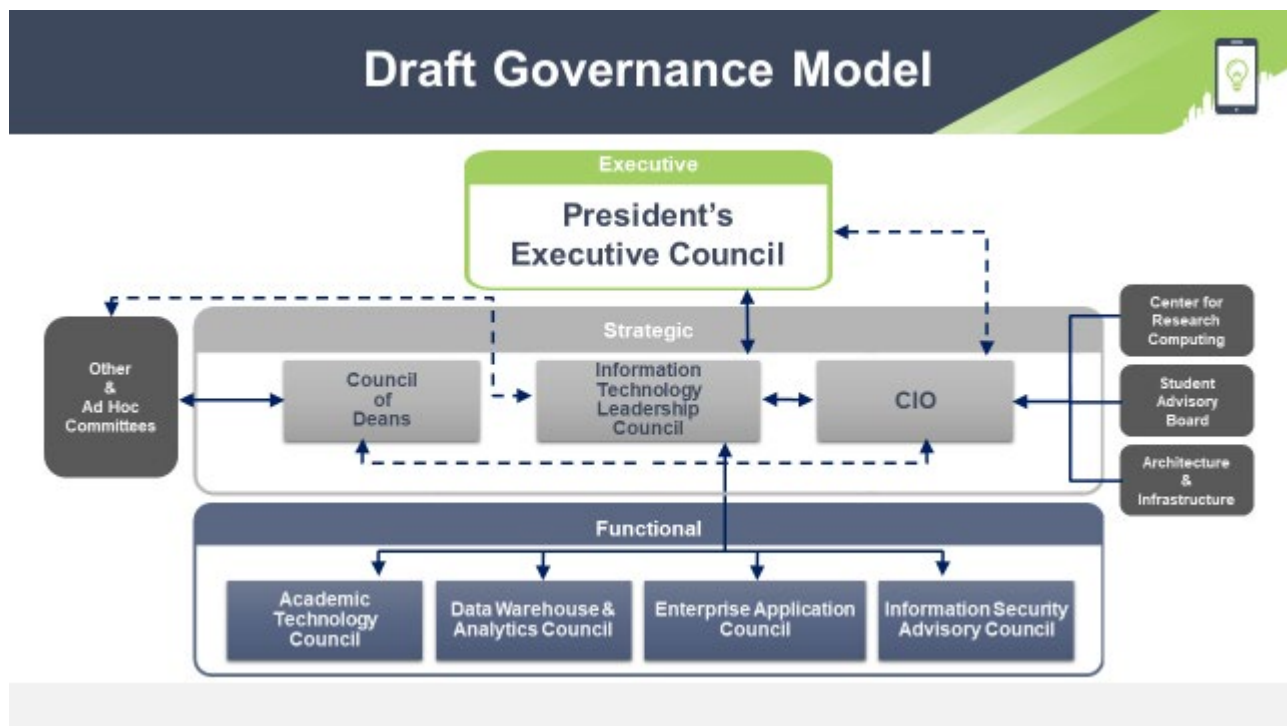 Draft Governance Model
Executive
President's
Executive Council
Strategic
Other
&
Ad Hoc
Committees
Council
of
Deans
Information
Technology
Leadership
Council
CIO
Center for
Research
Computing
Student
Advisory
Board
Architecture
&
Infrastructure
Functional
Academic
Technology
Council
Data Warehouse &
Analytics Council
Enterprise Application
Council
Information Security
Advisory Council